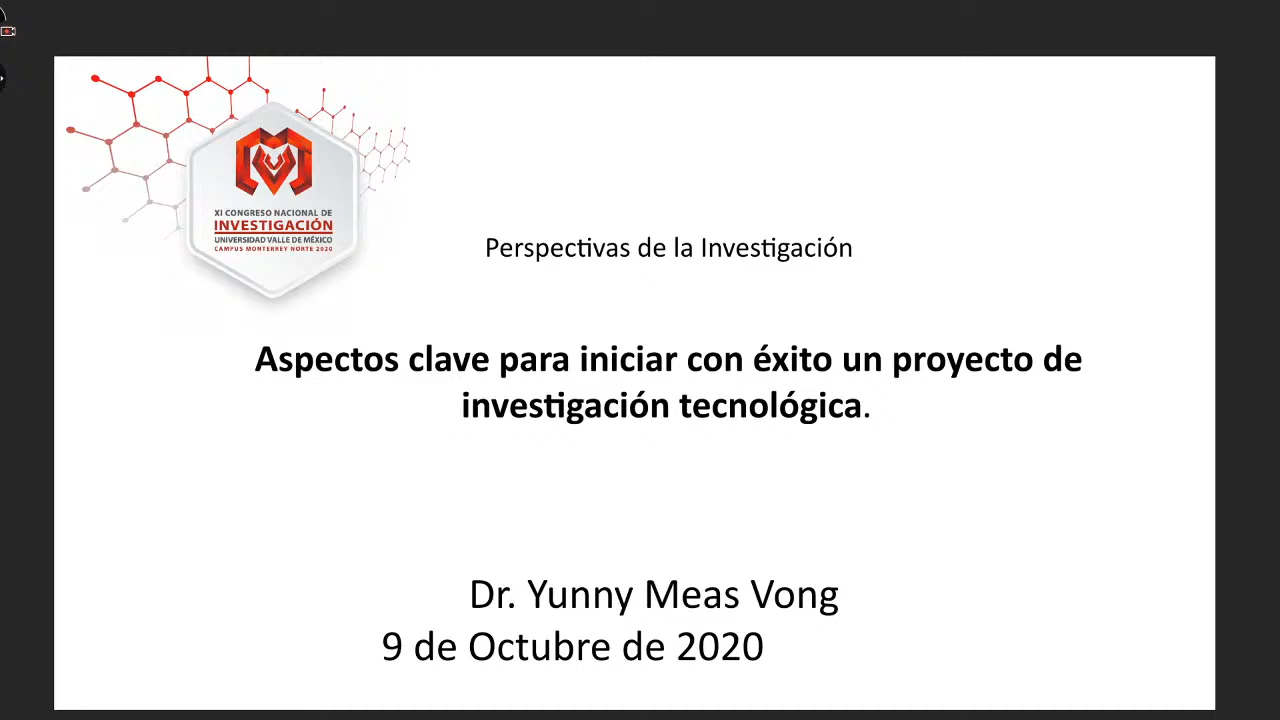 XI CONGRESO NACIONAL DE
INVESTIGACIÓN
UNIVERSIDAD VALLE DE MÉXICO
CAMPUS MONTERREY NORTE 2020
Perspectivas de la Investigación
Aspectos clave para iniciar con éxito un proyecto de
investigación tecnológica.
Dr. Yunny Meas Vong
9 de Octubre de 2020